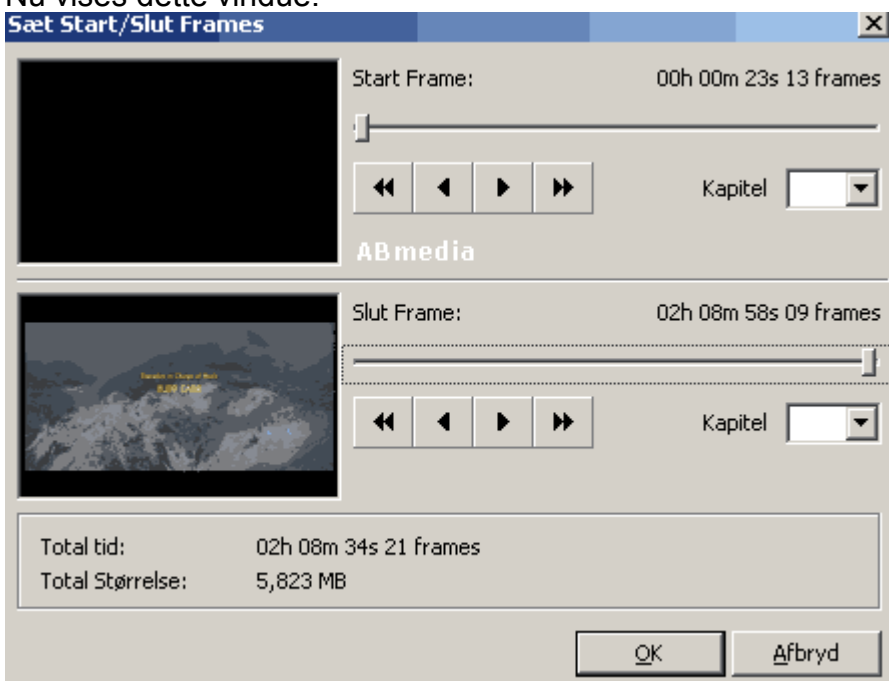 Nu vises dette vindue:
Sæt Start/Slut Frames
Start Frame: 00h 00m 23s 13 frames
Kapitel
ABmedia
Slut Frame: 02h 08m 58s 09 frames
Kapitel
Total tid: 02h 08m 34s 21 frames
Total Størrelse: 5,823 MB
OK Afbryd